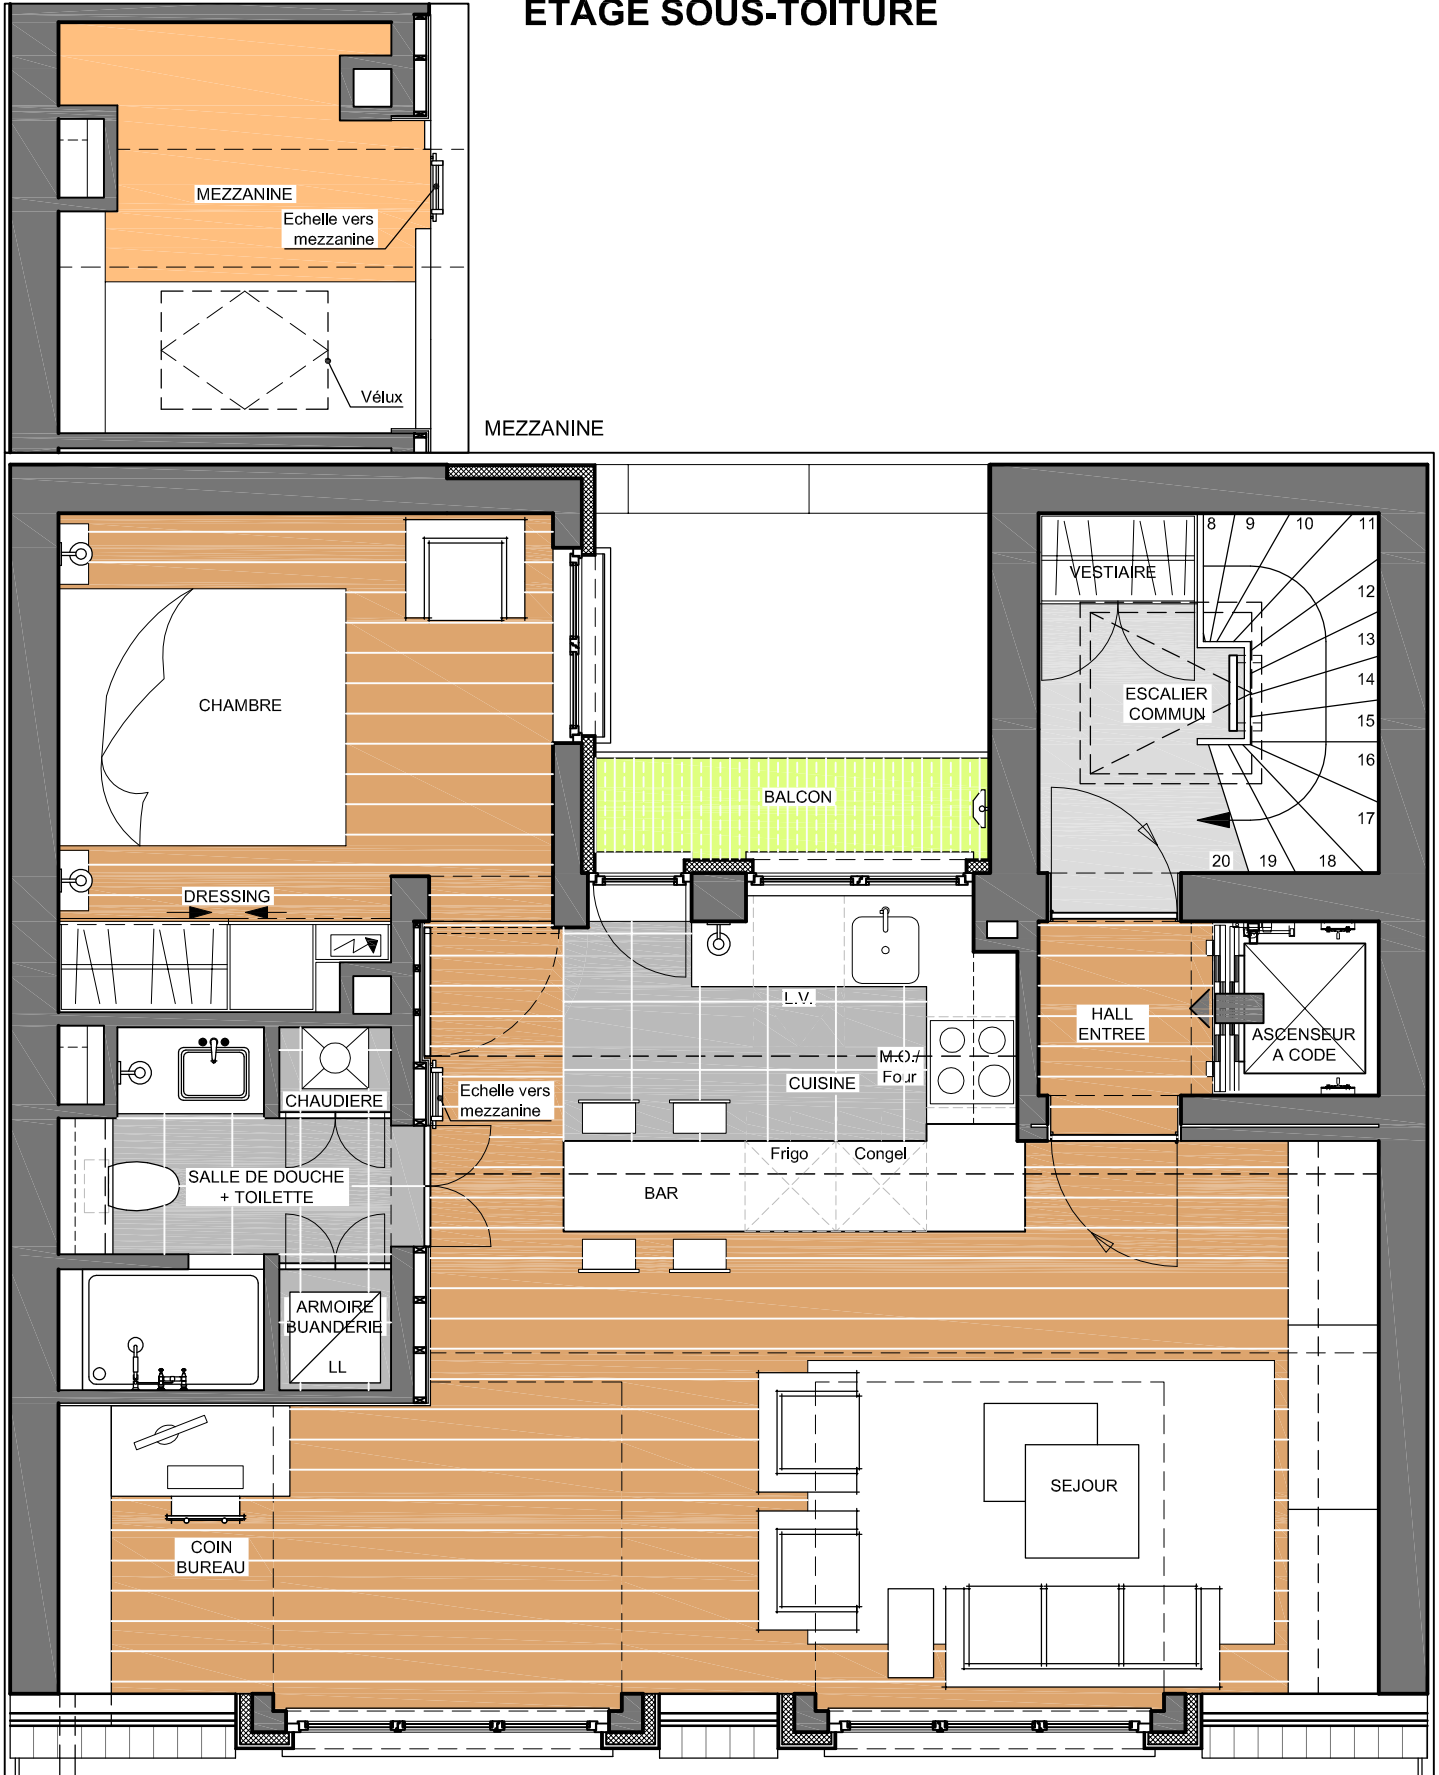 ETAGE SOUS-TOITURE
MEZZANINE
Echelle vers
mezzanine
Vélux
MEZZANINE
8
9
10
11
VESTIAIRE
12
13
14
15
16
17
18
19
20
ESCALIER
COMMUN
CHAMBRE
BALCON
DRESSING
L.V.
HALL
ENTREE
ASCENSEUR
A CODE
M.O./
Four
CUISINE
CHAUDIERE
Echelle vers
mezzanine
Frigo
Congel
SALLE DE DOUCHE
+ TOILETTE
BAR
ARMOIRE
BUANDERIE
LL
SEJOUR
COIN
BUREAU